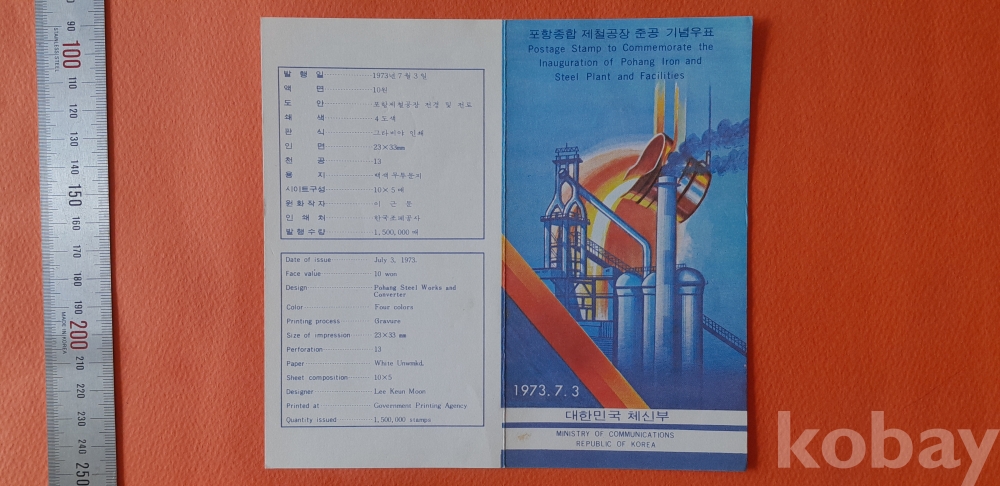 발행일 1973년 7월 3일
액면 10원
도안 포항제철공장 전경 및 전로
채색 4도색
판식 그라비아 인쇄
인면 23×33mm
천공 13
용지 백색 무투문지
시이트구성 10×5매
원화작자 이근문
인쇄처 한국조폐공사
발행수량 1,500,000매
Date of issue July 3, 1973.
Face value 10 won
Design Pohang Steel Works and
Converter
Color Four colors
Printing process Gravure
Size of impression 23×33 mm
Perforation 13
Paper White Unwmkd.
Sheet composition 10×5
Designer Lee Keun Moon
Printed at Government Printing Agency
Quantity issued 1,500,000 stamps
포항종합 제철공장 준공 기념우표
Postage Stamp to Commemorate the
Inauguration of Pohang Iron and
Steel Plant and Facilities
1973.7.3
대한민국 체신부
MINISTRY OF COMMUNICATIONS
REPUBLIC OF KOREA
90
100
110
120
130
140
150
160
170
180
190
200
210
220
230
240
250
STAINLESS STEEL
MADE IN KOREA
kobay